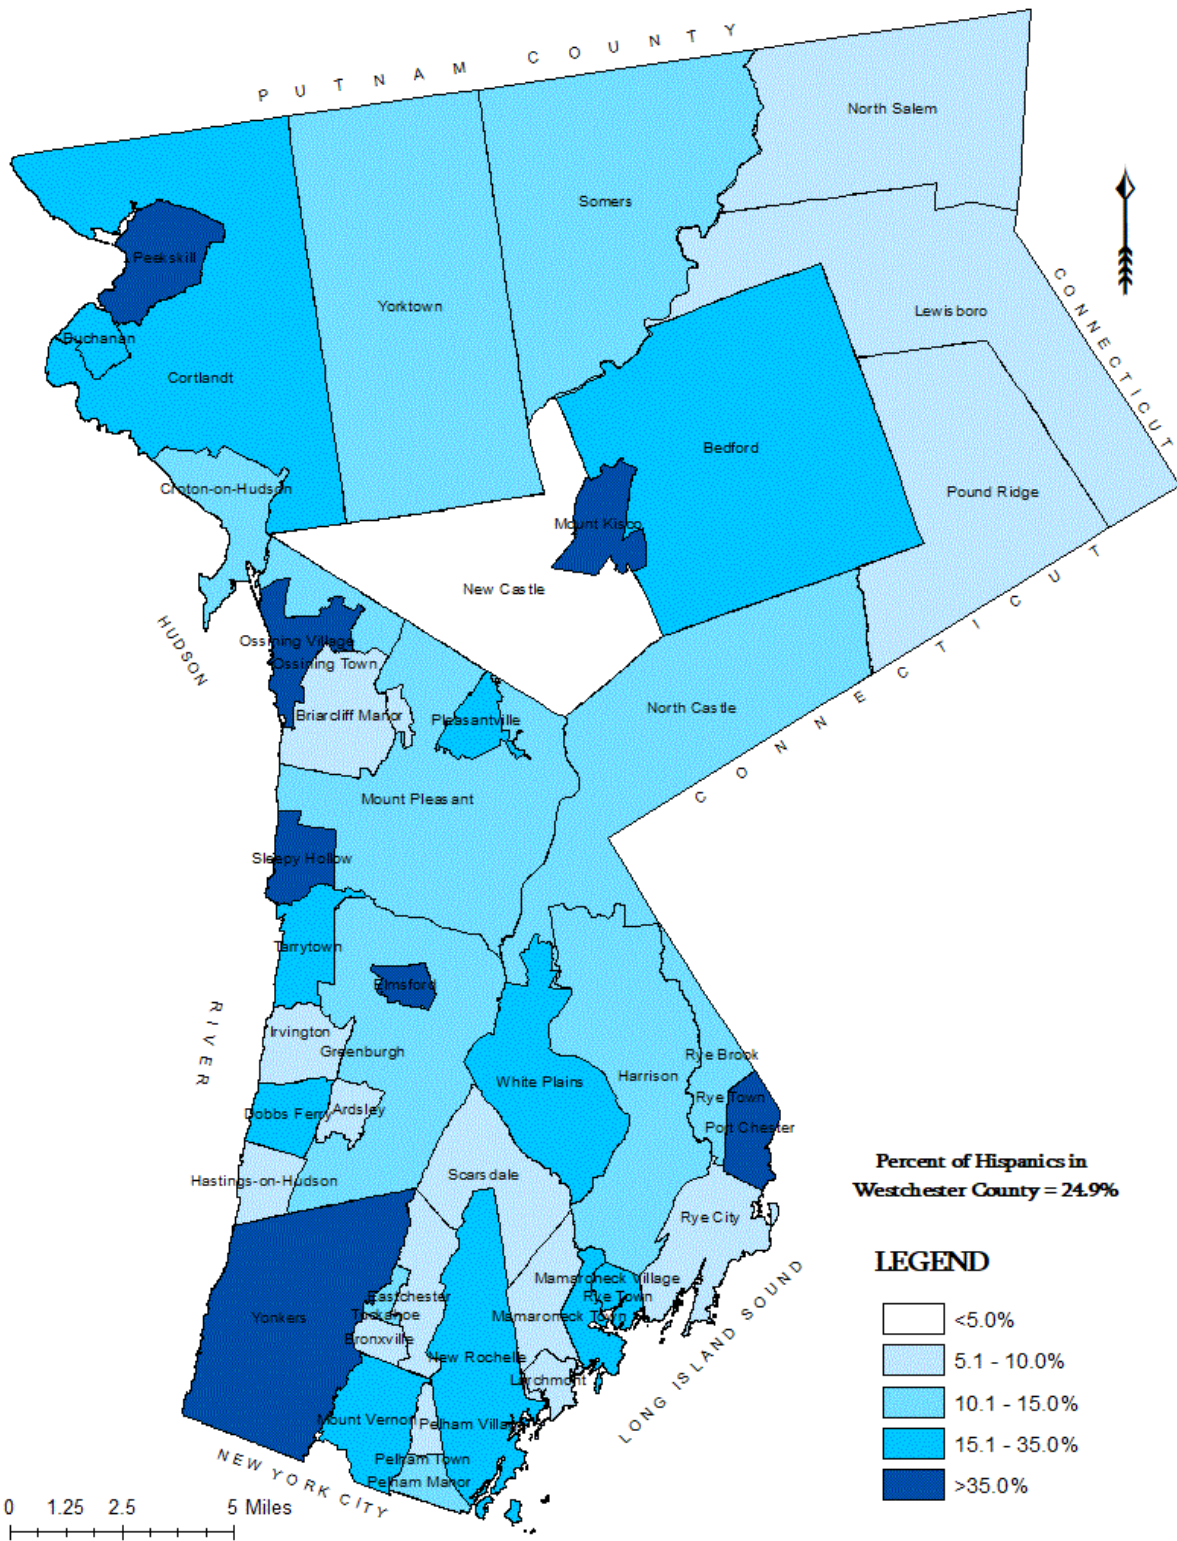 PUTNAM COUNTY
North Salem
Somers
Peekskill
Yorktown
Lewisboro
CONNECTICUT
Buchanan
Cortlandt
Bedford
Croton-on-Hudson
Pound Ridge
Mount Kisco
New Castle
CONNECTICUT
HUDSON
Ossining Village
Ossining Town
North Castle
Briarcliff Manor
Pleasantville
Mount Pleasant
Sleepy Hollow
Tarrytown
Elmsford
RIVER
Irvington
Greenburgh
Rye Brook
White Plains
Harrison
Rye Town
Dobbs Ferry
Ardsley
Port Chester
Scarsdale
Hastings-on-Hudson
Rye City
Percent of Hispanics in
Westchester County = 24.9%
Mamaroneck Village
Eastchester
Rye Town
Tuckahoe
Mamaroneck Town
Yonkers
Bronxville
New Rochelle
Larchmont
LONG ISLAND SOUND
Mount Vernon
Pelham Village
Pelham Town
Pelham Manor
NEW YORK CITY
LEGEND
<5.0%
5.1 - 10.0%
10.1 - 15.0%
15.1 - 35.0%
>35.0%
0 1.25 2.5 5 Miles